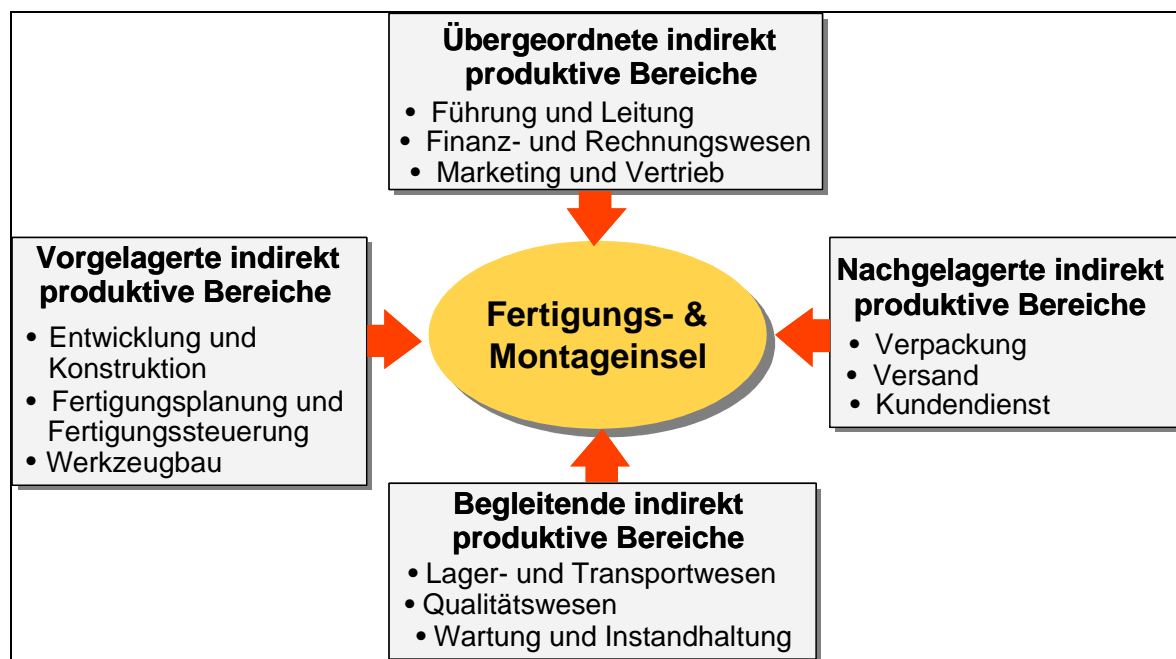 Übergeordnete indirekt
produktive Bereiche
• Führung und Leitung
• Finanz- und Rechnungswesen
• Marketing und Vertrieb
Vorgelagerte indirekt
produktive Bereiche
• Entwicklung und
Konstruktion
• Fertigungsplanung und
Fertigungssteuerung
• Werkzeugbau
Fertigungs- &
Montageinsel
Nachgelagerte indirekt
produktive Bereiche
• Verpackung
• Versand
• Kundendienst
Begleitende indirekt
produktive Bereiche
• Lager- und Transportwesen
• Qualitätswesen
• Wartung und Instandhaltung